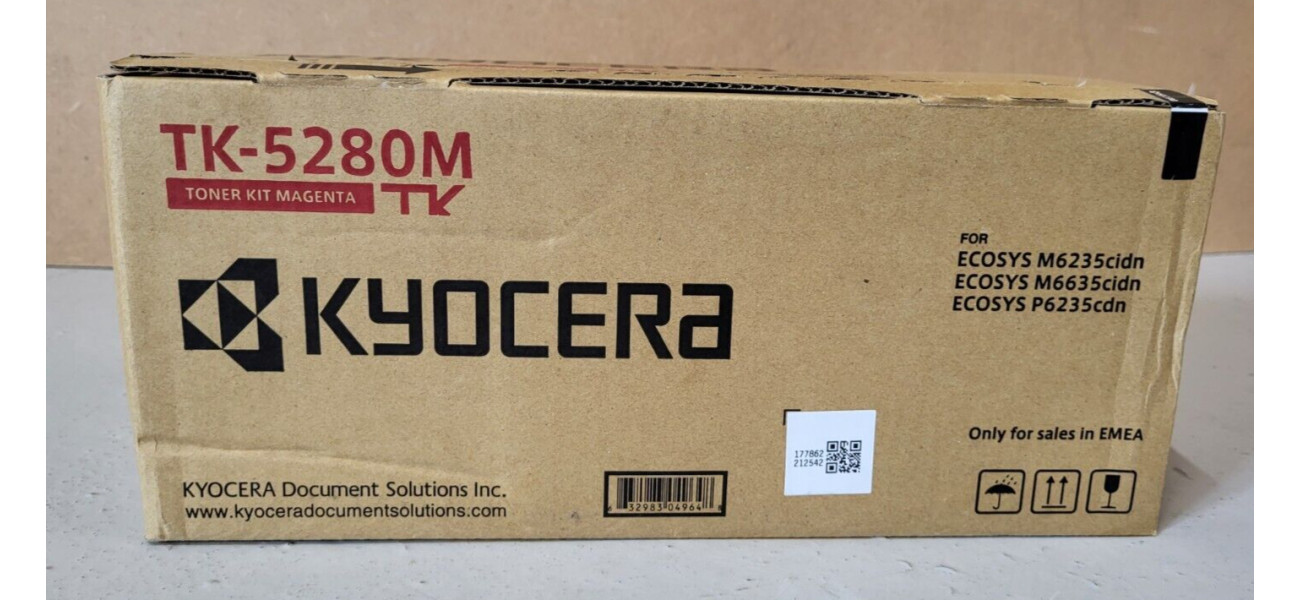 TK-5280M
TONER KIT MAGENTA TK
KYOCERA
FOR
ECOSYS M6235cidn
ECOSYS M6635cidn
ECOSYS P6235cdn
Only for sales in EMEA
177862
212542
KYOCERA Document Solutions Inc.
www.kyoceradocumentsolutions.com
32983 04964